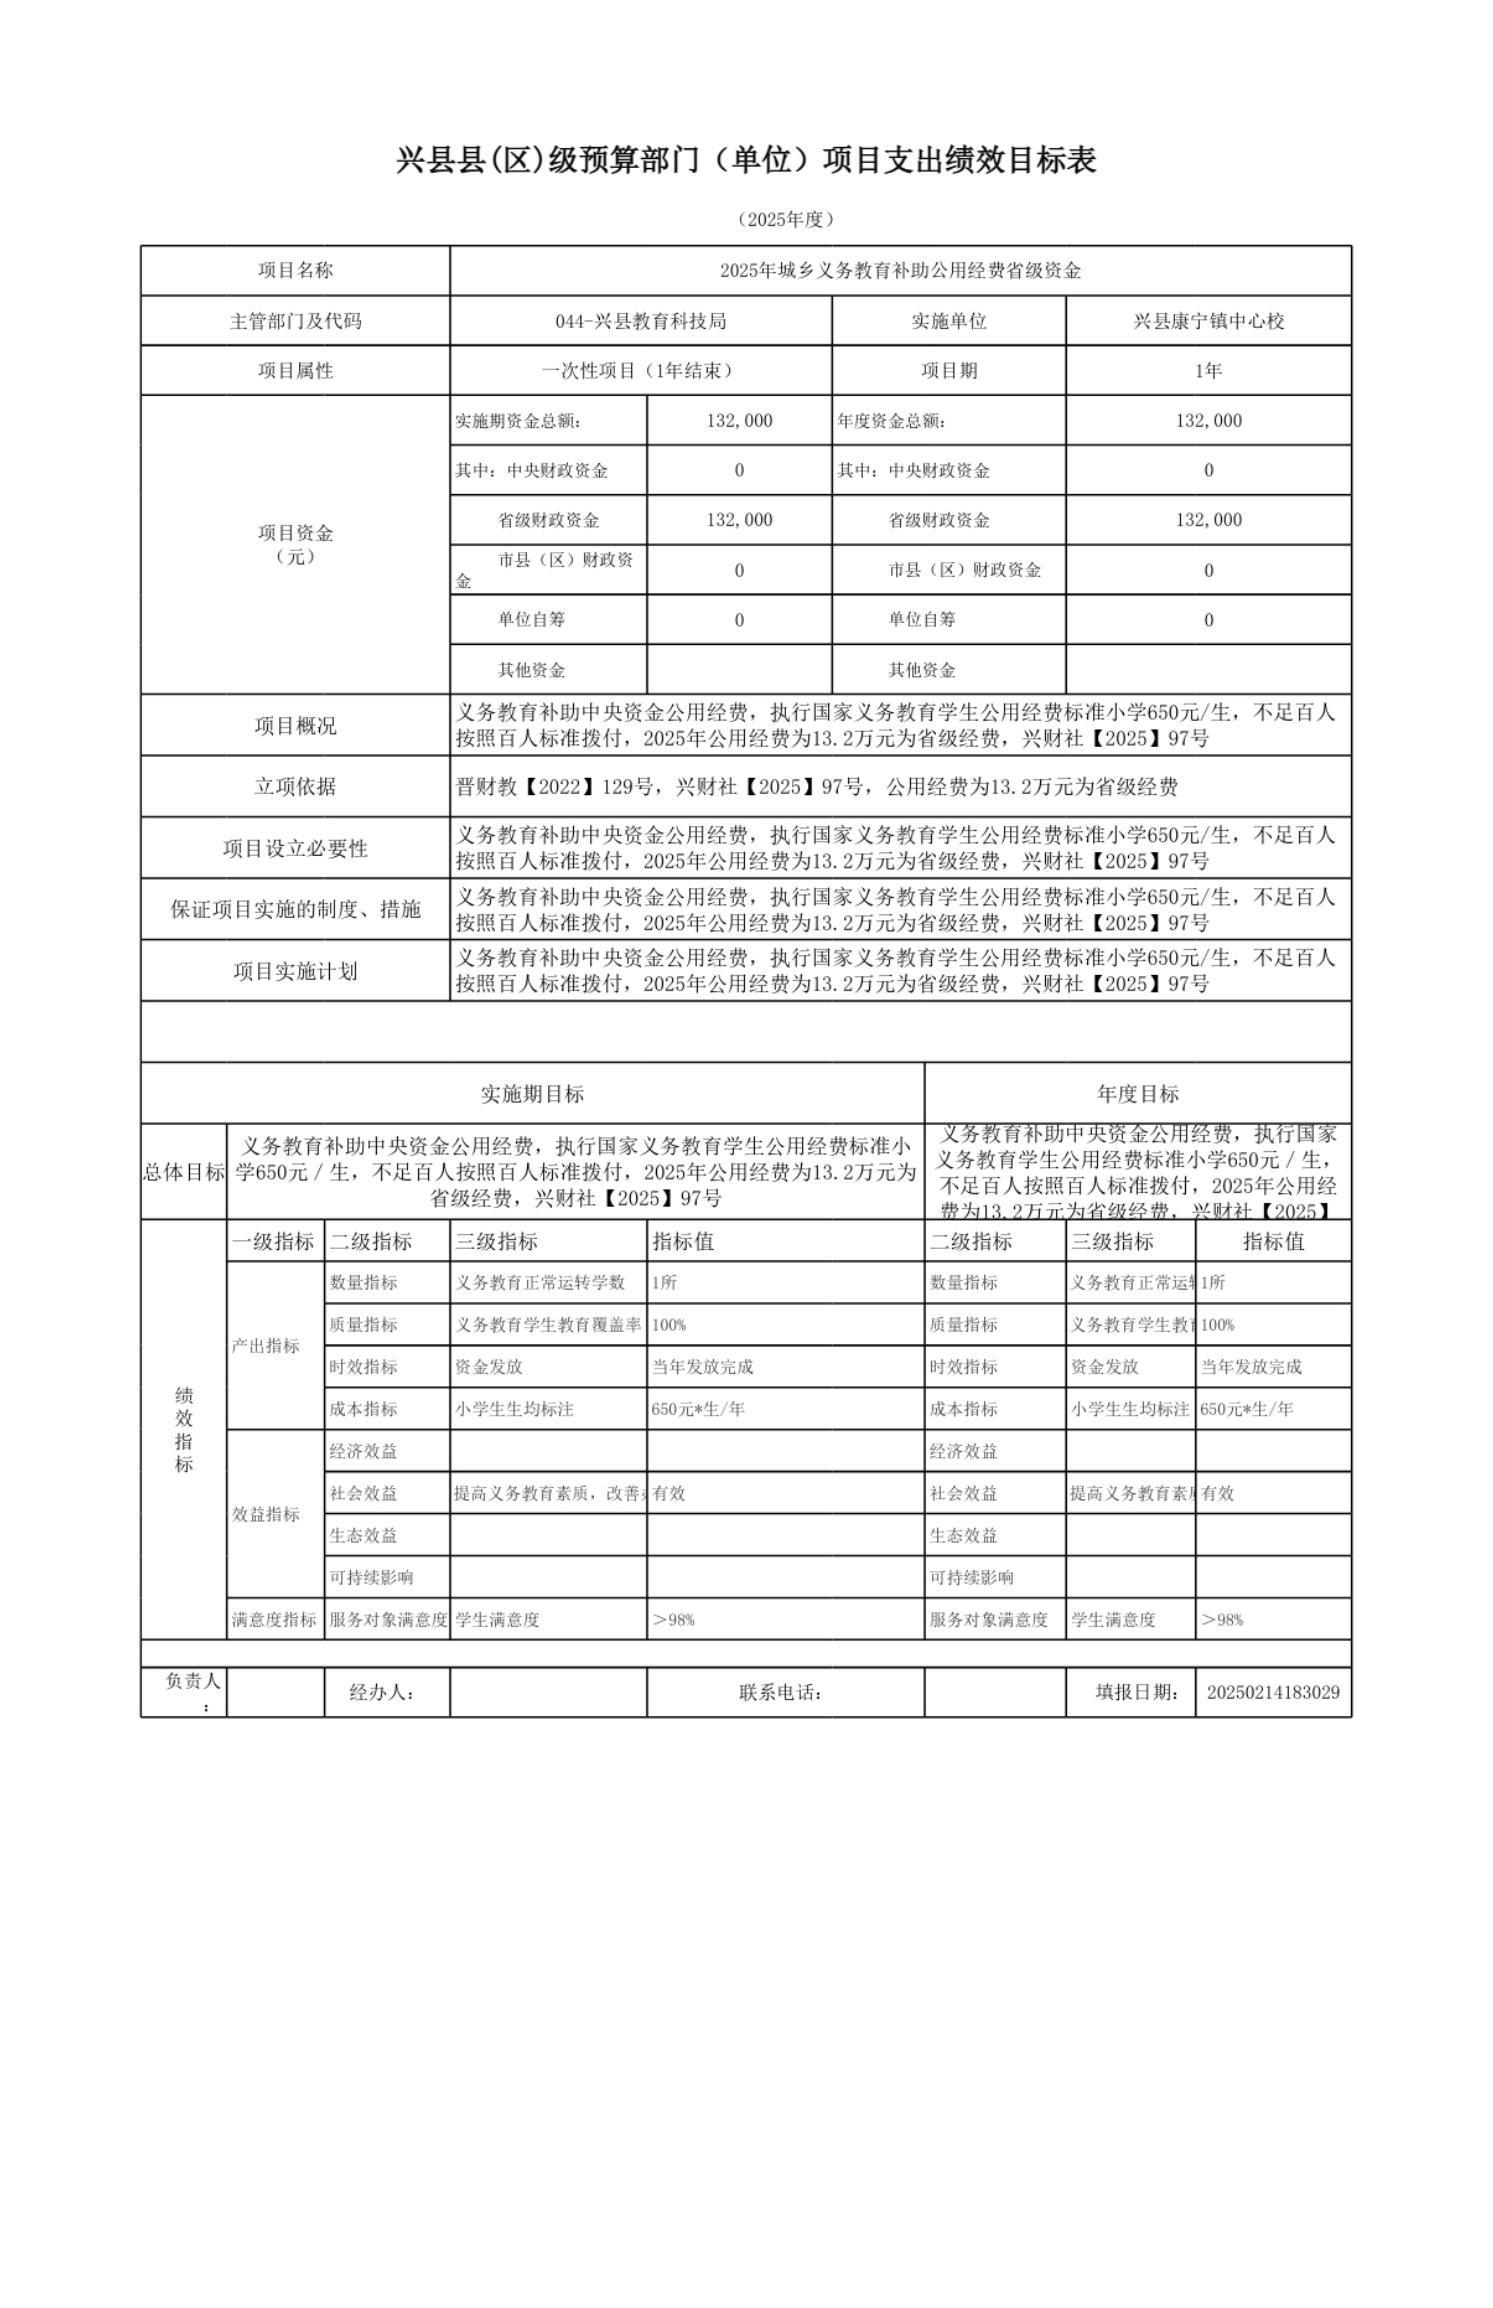 兴县县(区)级预算部门（单位）项目支出绩效目标表
（2025年度）
项目名称 2025年城乡义务教育补助公用经费省级资金
主管部门及代码 044-兴县教育科技局 实施单位 兴县康宁镇中心校
项目属性 一次性项目（1年结束） 项目期 1年
项目资金
（元）
实施期资金总额: 132,000 年度资金总额: 132,000
其中: 中央财政资金 0 其中: 中央财政资金 0
省级财政资金 132,000 省级财政资金 132,000
市县（区）财政资
金 0 市县（区）财政资金 0
单位自筹 0 单位自筹 0
其他资金 其他资金
项目概况
义务教育补助中央资金公用经费，执行国家义务教育学生公用经费标准小学650元/生，不足百人
按照百人标准拨付，2025年公用经费为13.2万元为省级经费，兴财社【2025】97号
立项依据 晋财教【2022】129号，兴财社【2025】97号，公用经费为13.2万元为省级经费
项目设立必要性
义务教育补助中央资金公用经费，执行国家义务教育学生公用经费标准小学650元/生，不足百人
按照百人标准拨付，2025年公用经费为13.2万元为省级经费，兴财社【2025】97号
保证项目实施的制度、措施
义务教育补助中央资金公用经费，执行国家义务教育学生公用经费标准小学650元/生，不足百人
按照百人标准拨付，2025年公用经费为13.2万元为省级经费，兴财社【2025】97号
项目实施计划
义务教育补助中央资金公用经费，执行国家义务教育学生公用经费标准小学650元/生，不足百人
按照百人标准拨付，2025年公用经费为13.2万元为省级经费，兴财社【2025】97号
实施期目标 年度目标
总体目标
义务教育补助中央资金公用经费，执行国家义务教育学生公用经费标准小
学650元／生，不足百人按照百人标准拨付，2025年公用经费为13.2万元为
省级经费，兴财社【2025】97号
义务教育补助中央资金公用经费，执行国家
义务教育学生公用经费标准小学650元／生，
不足百人按照百人标准拨付，2025年公用经
费为13.2万元为省级经费，兴财社【2025】
绩
效
指
标
一级指标 二级指标 三级指标 指标值 二级指标 三级指标 指标值
产出指标
数量指标 义务教育正常运转学数 1所 数量指标 义务教育正常运 1所
质量指标 义务教育学生教育覆盖率 100% 质量指标 义务教育学生教 100%
时效指标 资金发放 当年发放完成 时效指标 资金发放 当年发放完成
成本指标 小学生生均标注 650元*生/年 成本指标 小学生生均标注 650元*生/年
效益指标
经济效益 经济效益
社会效益 提高义务教育素质，改善 有效 社会效益 提高义务教育素 有效
生态效益 生态效益
可持续影响 可持续影响
满意度指标 服务对象满意度 学生满意度 ＞98% 服务对象满意度 学生满意度 ＞98%
负责人
: 经办人: 联系电话: 填报日期: 20250214183029